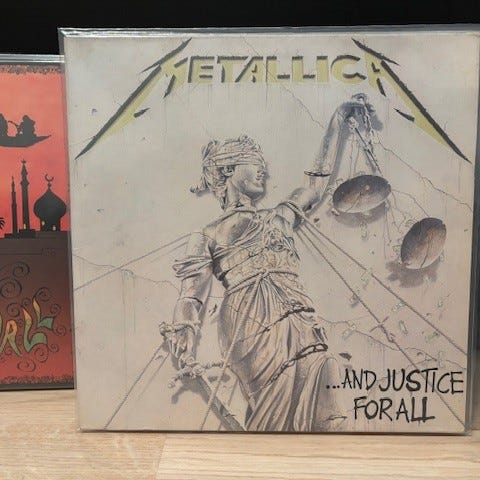 METALLICA
...AND JUSTICE
FOR ALL